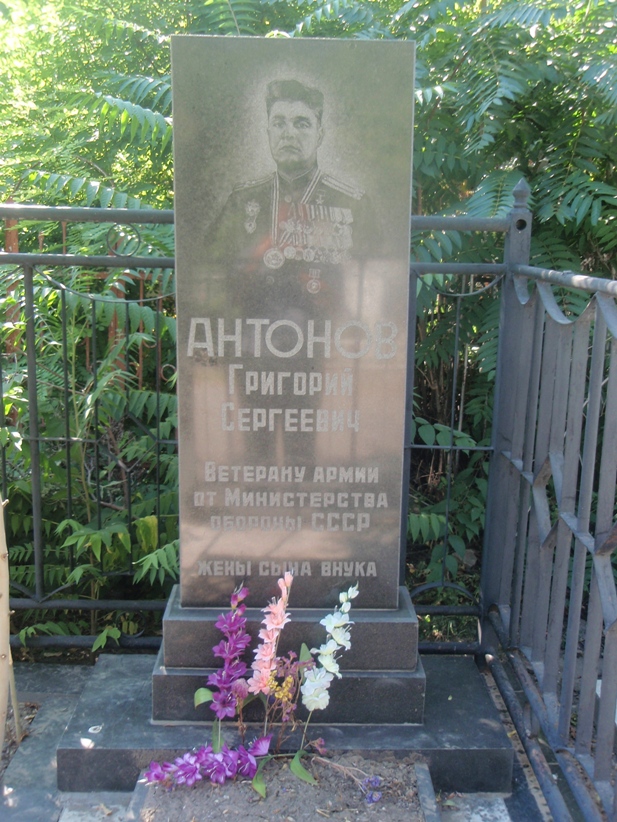 АНТОНОВ
ГРИГОРИЙ
СЕРГЕЕВИЧ
ВЕТЕРАНУ АРМИИ
ОТ МИНИСТЕРСТВА
ОБОРОНЫ СССР
ЖЕНЫ СЫНА ВНУКА